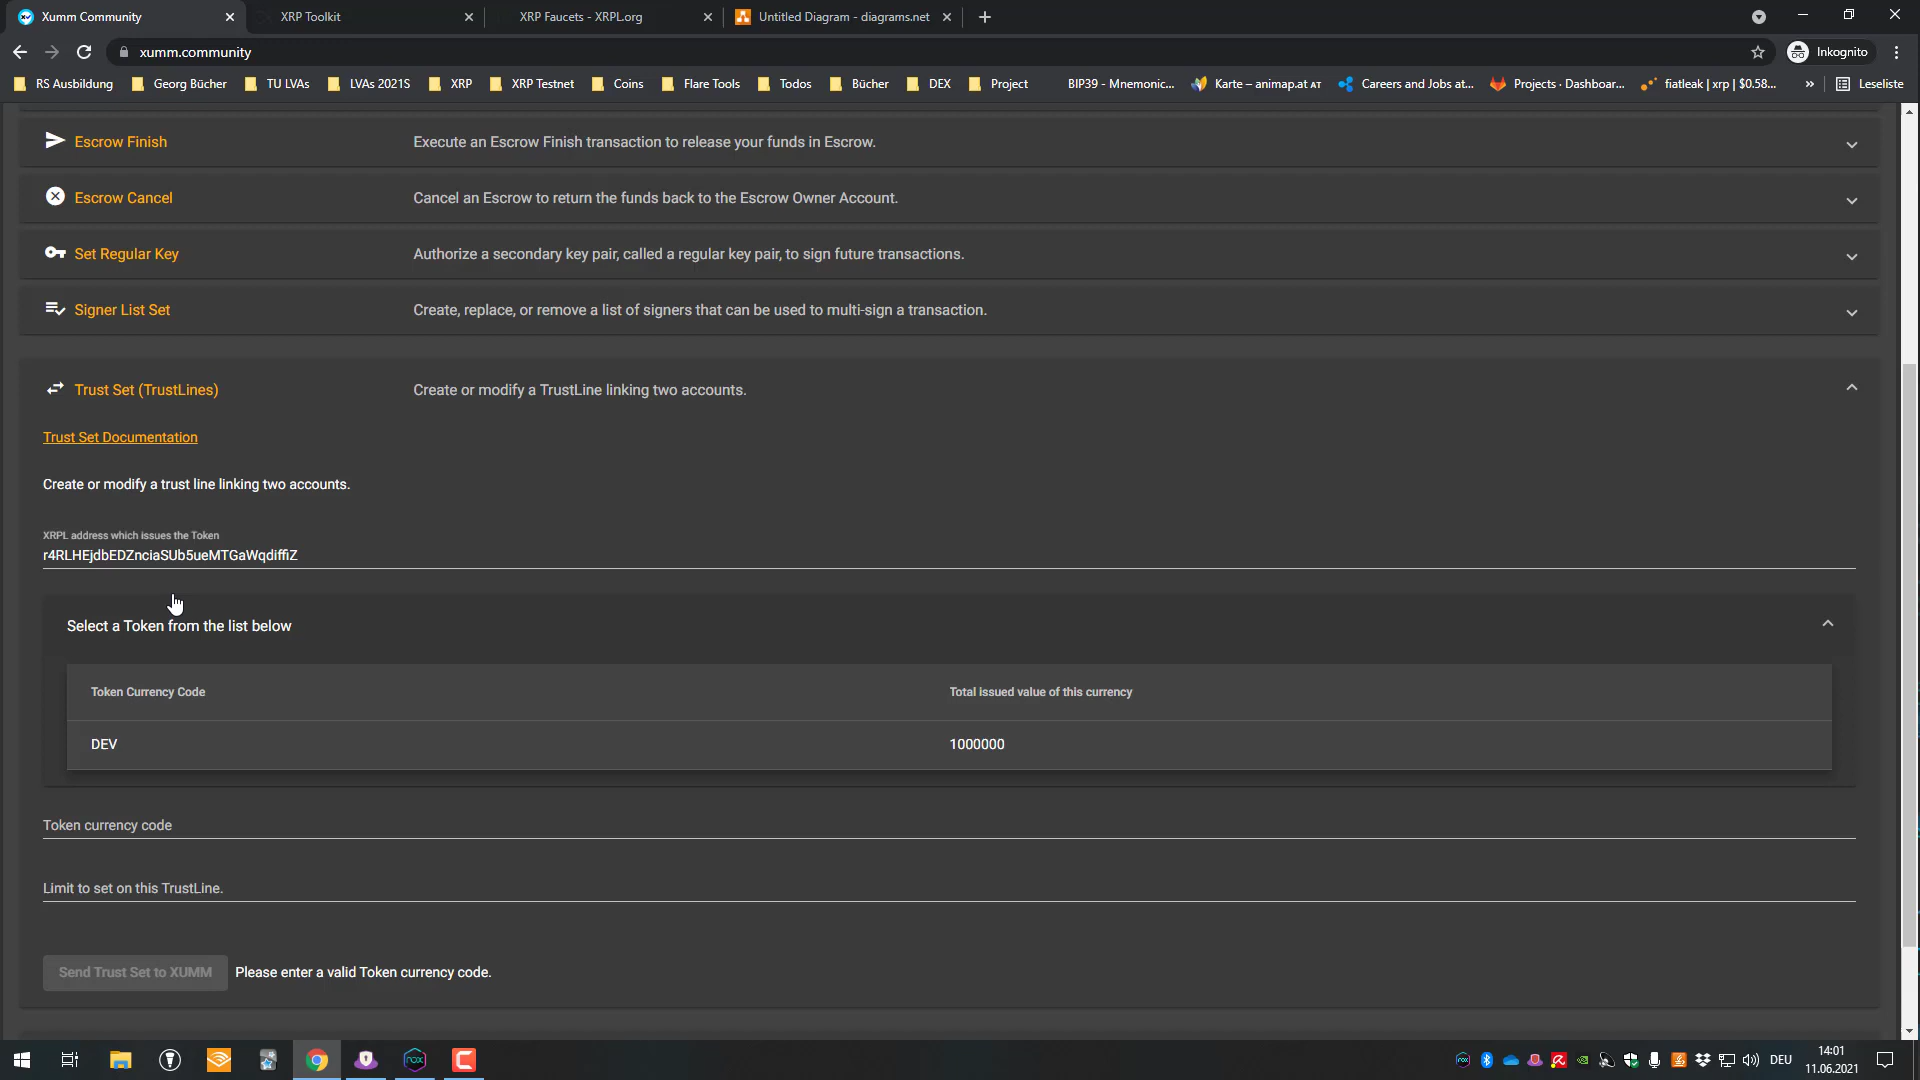 Xumm Community
XRP Toolkit
XRP Faucets - XRPL.org
Untitled Diagram - diagrams.net
xumm.community
Inkognito
RS Ausbildung
Georg Bücher
TU LVAs
LVAs 2021S
XRP
XRP Testnet
Coins
Flare Tools
Todos
Bücher
DEX
Project
BIP39 - Mnemonic...
Karte – animap.at AT
Careers and Jobs at...
Projects · Dashboar...
fiatleak | xrp | $0.58...
»
Leseliste
Escrow Finish
Execute an Escrow Finish transaction to release your funds in Escrow.
Escrow Cancel
Cancel an Escrow to return the funds back to the Escrow Owner Account.
Set Regular Key
Authorize a secondary key pair, called a regular key pair, to sign future transactions.
Signer List Set
Create, replace, or remove a list of signers that can be used to multi-sign a transaction.
Trust Set (TrustLines)
Create or modify a TrustLine linking two accounts.
Trust Set Documentation
Create or modify a trust line linking two accounts.
XRPL address which issues the Token
r4RLHEjdbEDZnciaSUb5ueMTGaWqdiffiZ
Select a Token from the list below
Token Currency Code
Total issued value of this currency
DEV
1000000
Token currency code
Limit to set on this TrustLine.
Send Trust Set to XUMM
Please enter a valid Token currency code.
DEU
14:01
11.06.2021